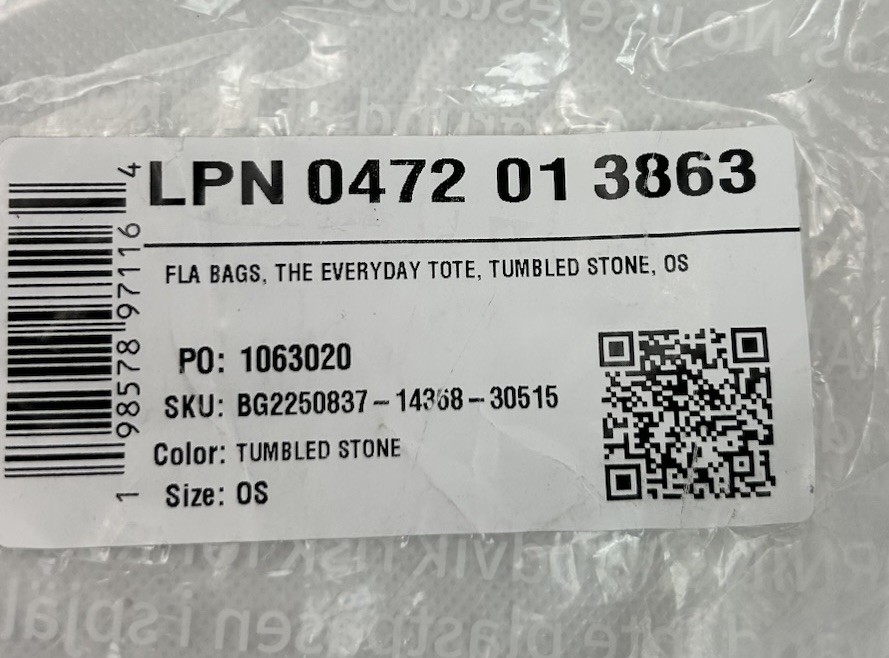 LPN 0472 01 3863
FLA BAGS, THE EVERYDAY TOTE, TUMBLED STONE, OS
PO: 1063020
SKU: BG2250837-14368-30515
Color: TUMBLED STONE
Size: OS
1 98578 97116 4